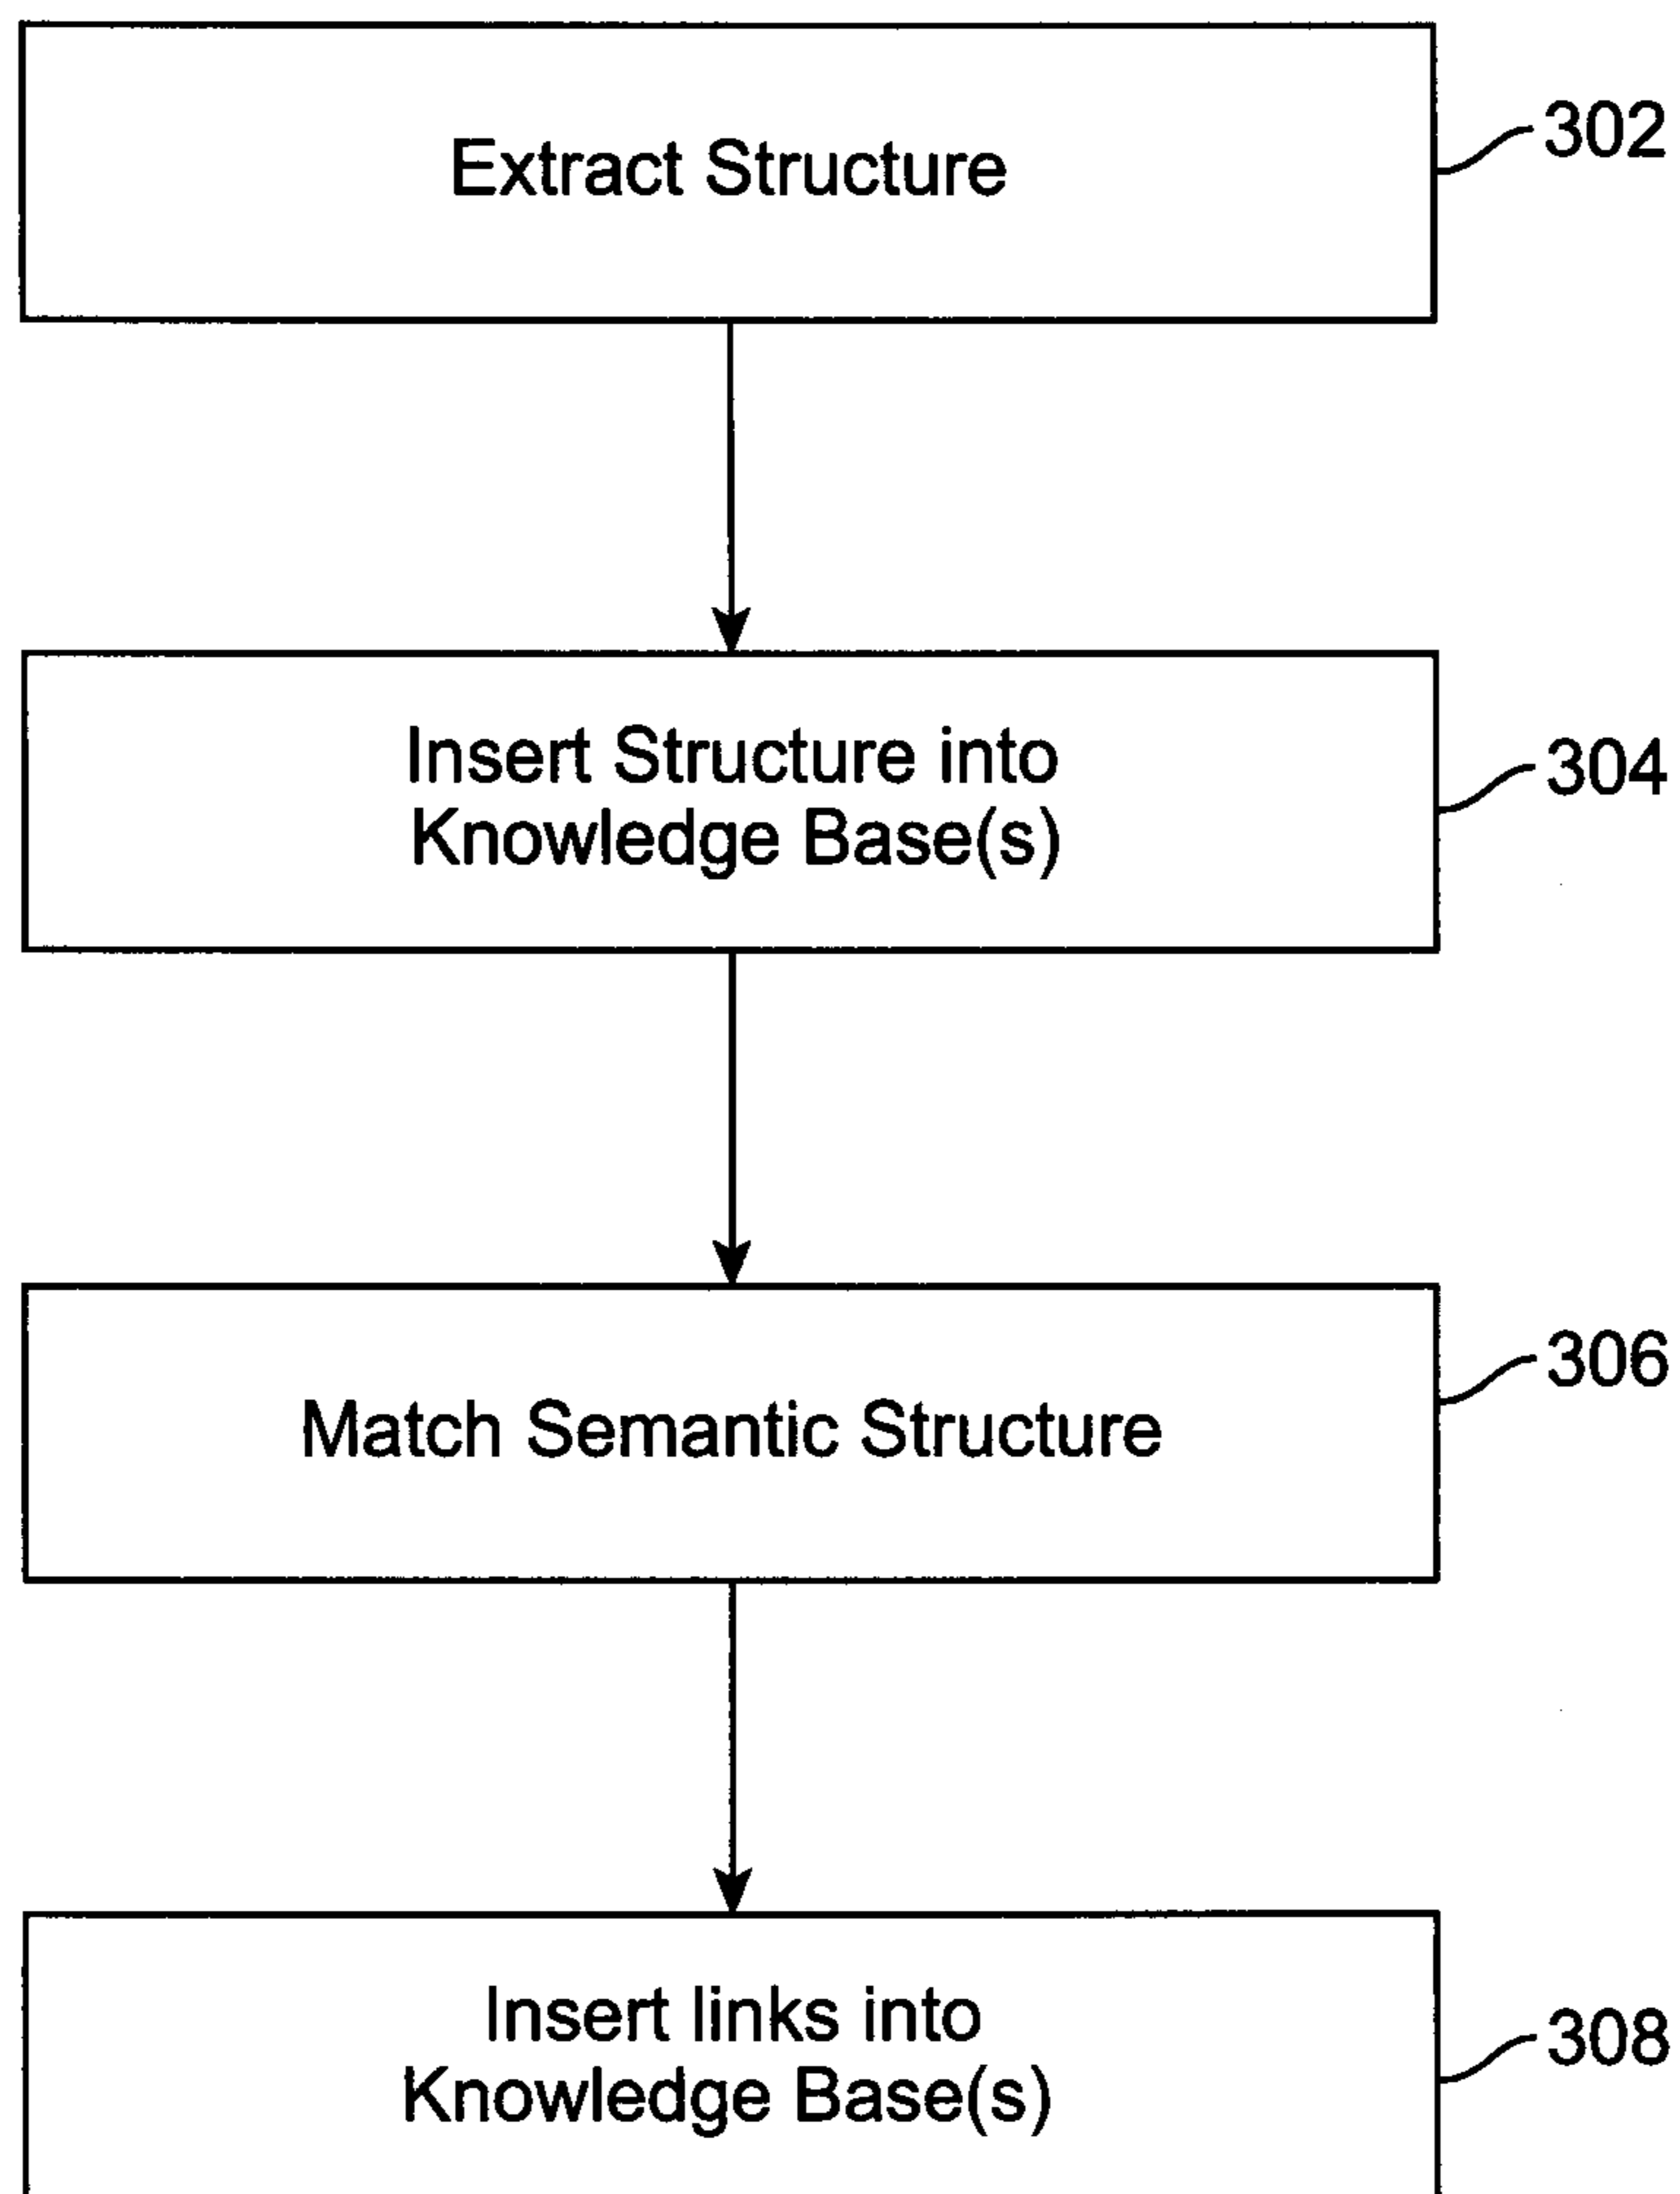 Extract Structure
302
Insert Structure into
Knowledge Base(s)
304
Match Semantic Structure
306
Insert links into
Knowledge Base(s)
308